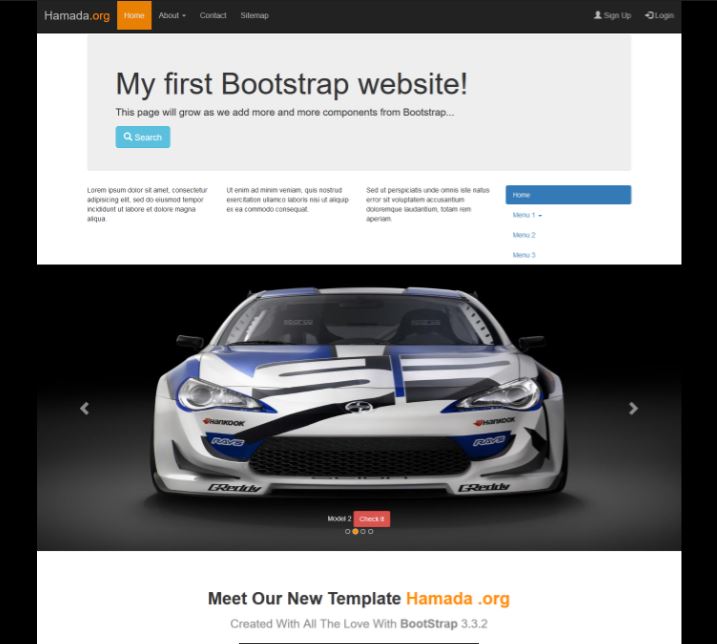 Hamada.org Home About Contact Sitemap Sign Up Login
My first Bootstrap website!
This page will grow as we add more and more components from Bootstrap...
Search
Lorem ipsum dolor sit amet, consectetur
adipisicing elit, sed do eiusmod tempor
incididunt ut labore et dolore magna
aliqua.
Ut enim ad minim veniam, quis nostrud
exercitation ullamco laboris nisi ut aliquip
ex ea commodo consequat.
Sed ut perspiciatis unde omnis iste natus
error sit voluptatem accusantium
doloremque laudantium, totam rem
aperiam.
Home
Menu 1
Menu 2
Menu 3
HANKOOK
HANKOOK
RAYS
RAYS
GReddy
GReddy
Model 2 Check it
Meet Our New Template Hamada .org
Created With All The Love With BootStrap 3.3.2